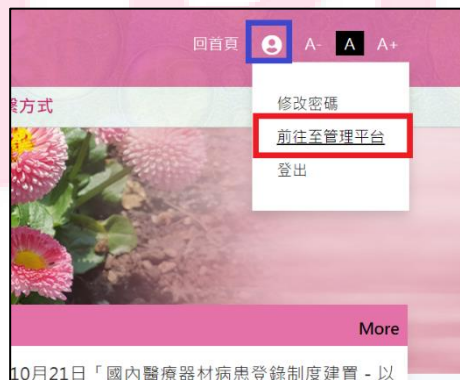 回首頁 A- A A+
繫方式
修改密碼
前往至管理平台
登出
More
10月21日「國內醫療器材病患登錄制度建置 - 以